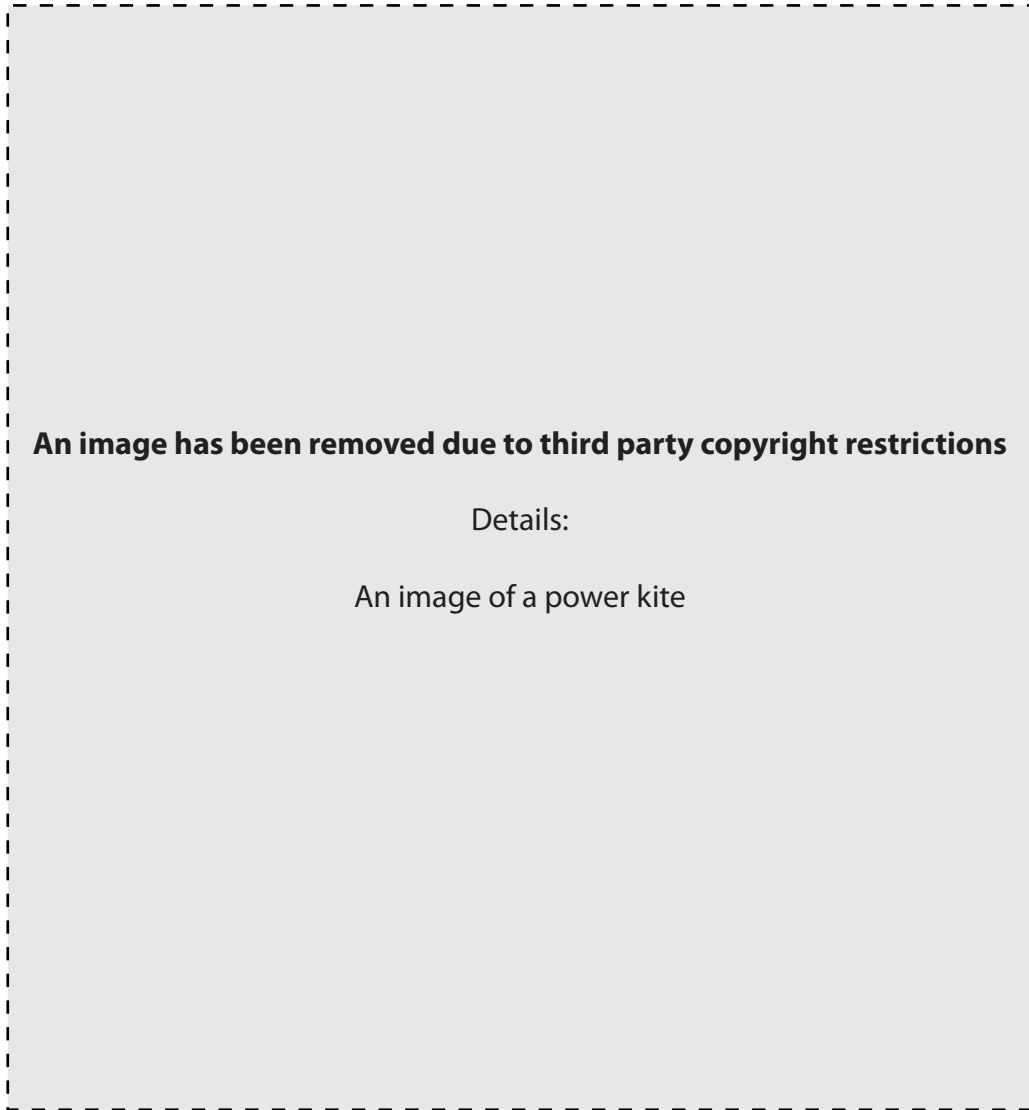 An image has been removed due to third party copyright restrictions
Details:
An image of a power kite